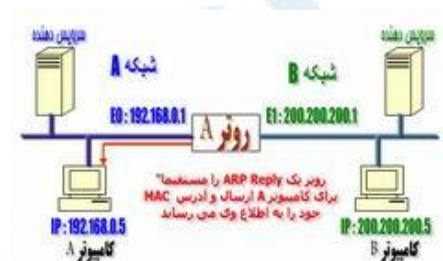 سرویس دهنده
سرویس دهنده
شبکه A
شبکه B
E0 : 192.168.0.1
روتر A
E1 : 200.200.200.1
روتر یک ARP Reply را مستقیما"
برای کامپیوتر A ارسال و آدرس MAC
خود را به اطلاع وی می رساند
IP : 192.168.0.5
کامپیوتر A
IP : 200.200.200.5
کامپیوتر B